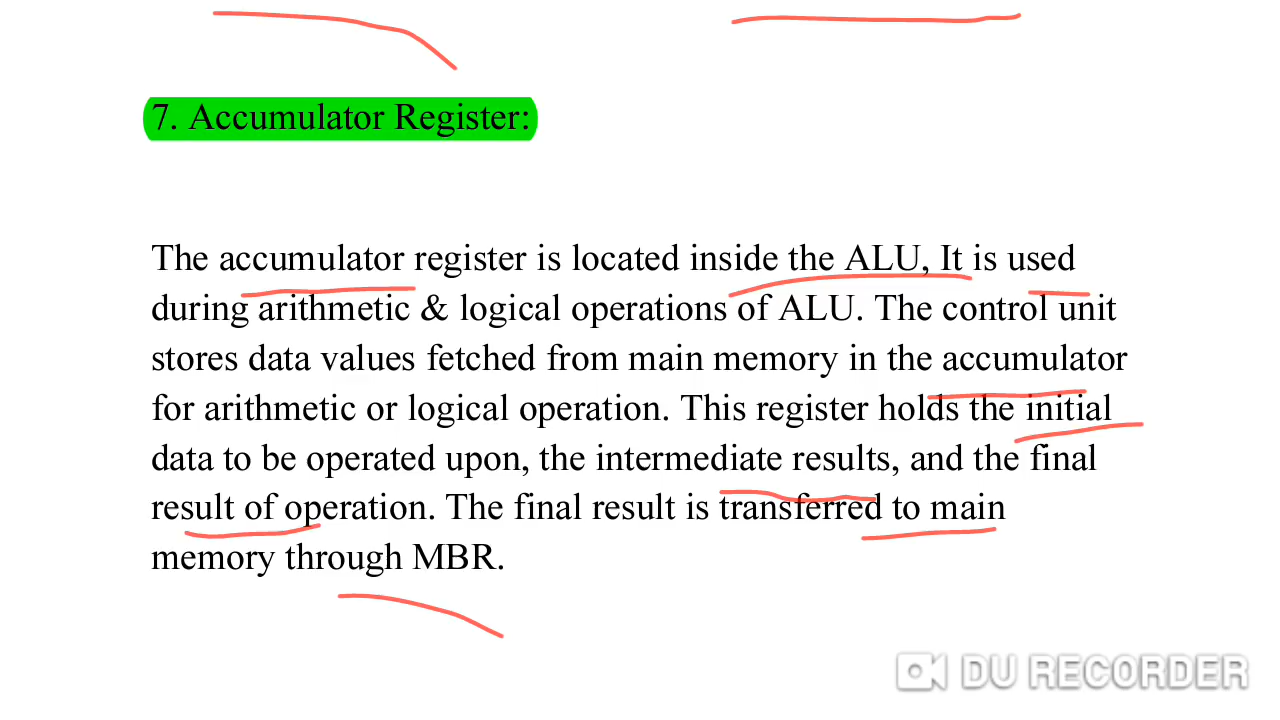 7. Accumulator Register:
The accumulator register is located inside the ALU, It is used
during arithmetic & logical operations of ALU. The control unit
stores data values fetched from main memory in the accumulator
for arithmetic or logical operation. This register holds the initial
data to be operated upon, the intermediate results, and the final
result of operation. The final result is transferred to main
memory through MBR.
DU RECORDER